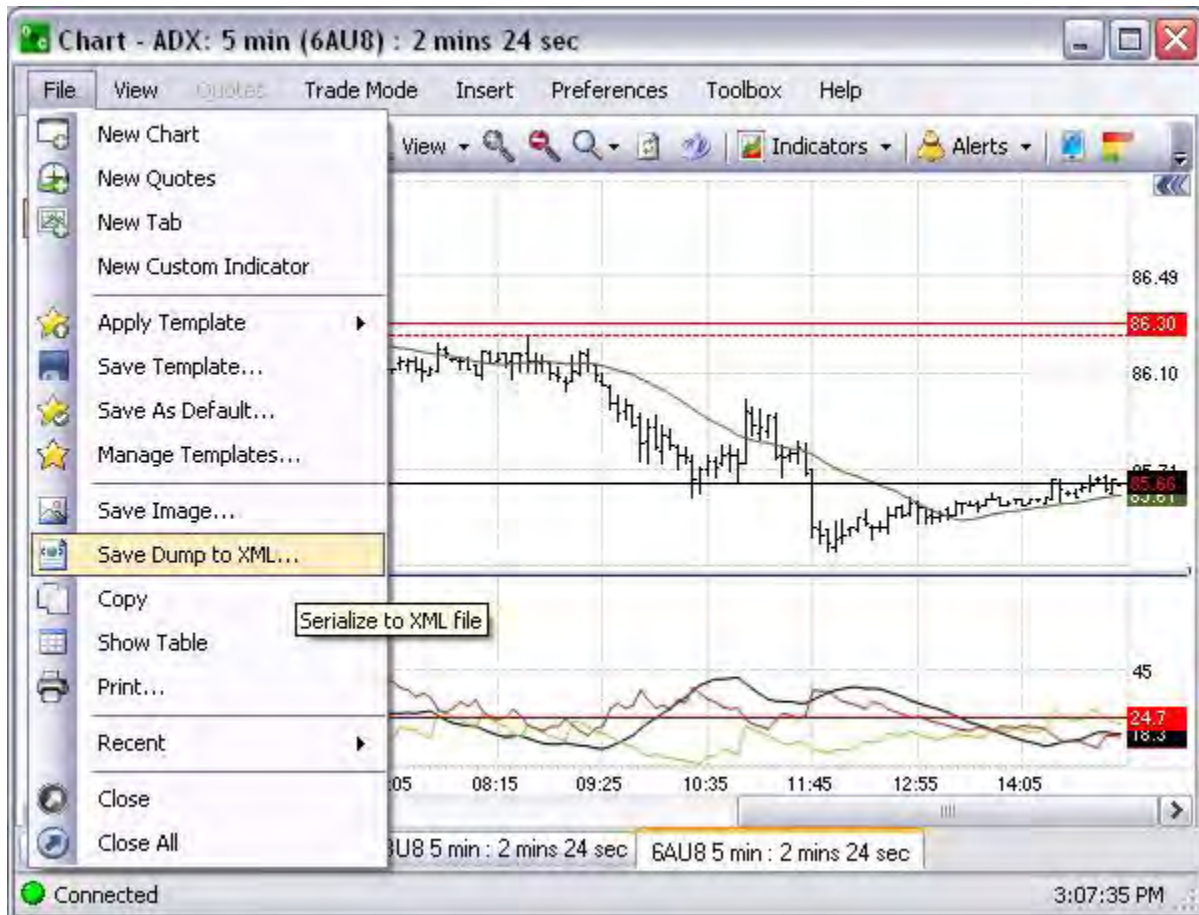 Chart - ADX: 5 min (6AU8) : 2 mins 24 sec
File View Quotes Trade Mode Insert Preferences Toolbox Help
View Indicators Alerts
New Chart
New Quotes
New Tab
New Custom Indicator
Apply Template
Save Template...
Save As Default...
Manage Templates...
Save Image...
Save Dump to XML...
Copy
Serialize to XML file
Show Table
Print...
Recent
Close
Close All
86.49
86.30
86.10
85.71
85.66
85.61
45
24.7
18.3
:05 08:15 09:25 10:35 11:45 12:55 14:05
U8 5 min : 2 mins 24 sec
6AU8 5 min : 2 mins 24 sec
Connected
3:07:35 PM